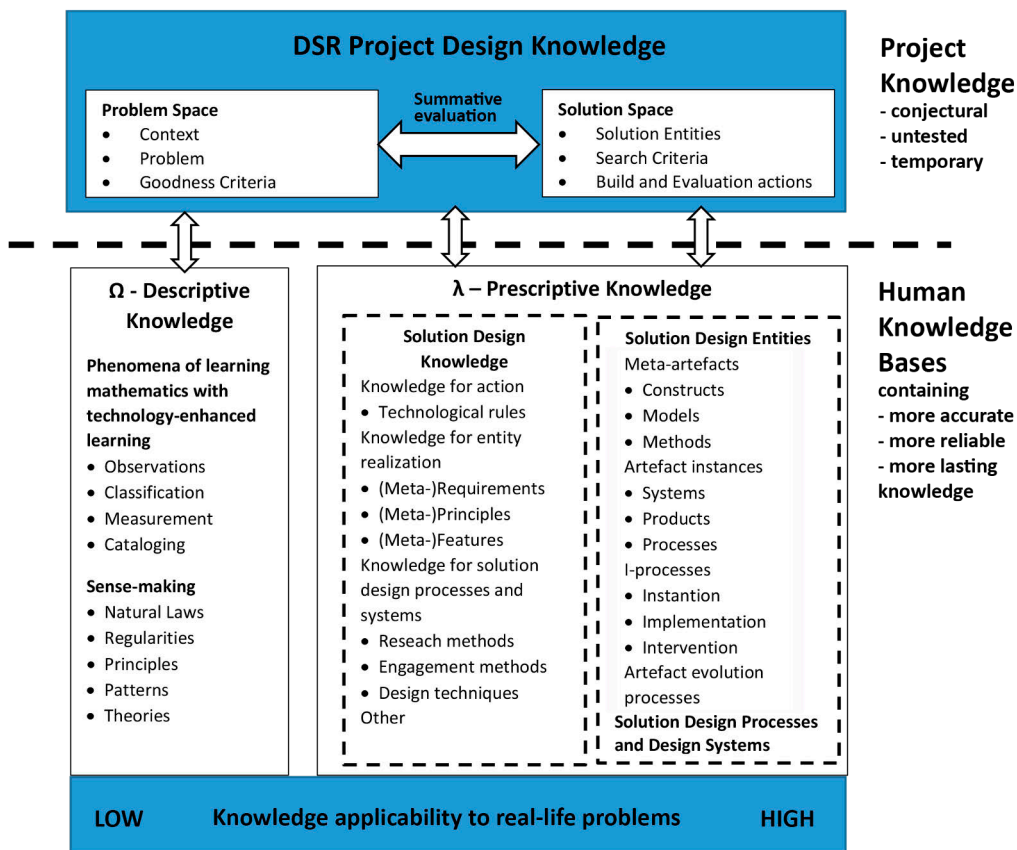 DSR Project Design Knowledge
Problem Space
• Context
• Problem
• Goodness Criteria
Summative
evaluation
Solution Space
• Solution Entities
• Search Criteria
• Build and Evaluation actions
Project
Knowledge
- conjectural
- untested
- temporary
Ω - Descriptive
Knowledge
Phenomena of learning
mathematics with
technology-enhanced
learning
• Observations
• Classification
• Measurement
• Cataloging
Sense-making
• Natural Laws
• Regularities
• Principles
• Patterns
• Theories
λ – Prescriptive Knowledge
Solution Design
Knowledge
Knowledge for action
• Technological rules
Knowledge for entity
realization
• (Meta-)Requirements
• (Meta-)Principles
• (Meta-)Features
Knowledge for solution
design processes and
systems
• Reseach methods
• Engagement methods
• Design techniques
Other
Solution Design Entities
Meta-artefacts
• Constructs
• Models
• Methods
Artefact instances
• Systems
• Products
• Processes
I-processes
• Instantion
• Implementation
• Intervention
Artefact evolution
processes
Solution Design Processes
and Design Systems
Human
Knowledge
Bases
containing
- more accurate
- more reliable
- more lasting
knowledge
LOW Knowledge applicability to real-life problems HIGH